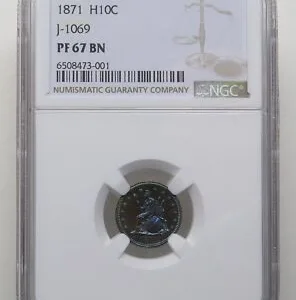 1871 H10C
J-1069
PF 67 BN
6508473-001
NUMISMATIC GUARANTY COMPANY
NGC